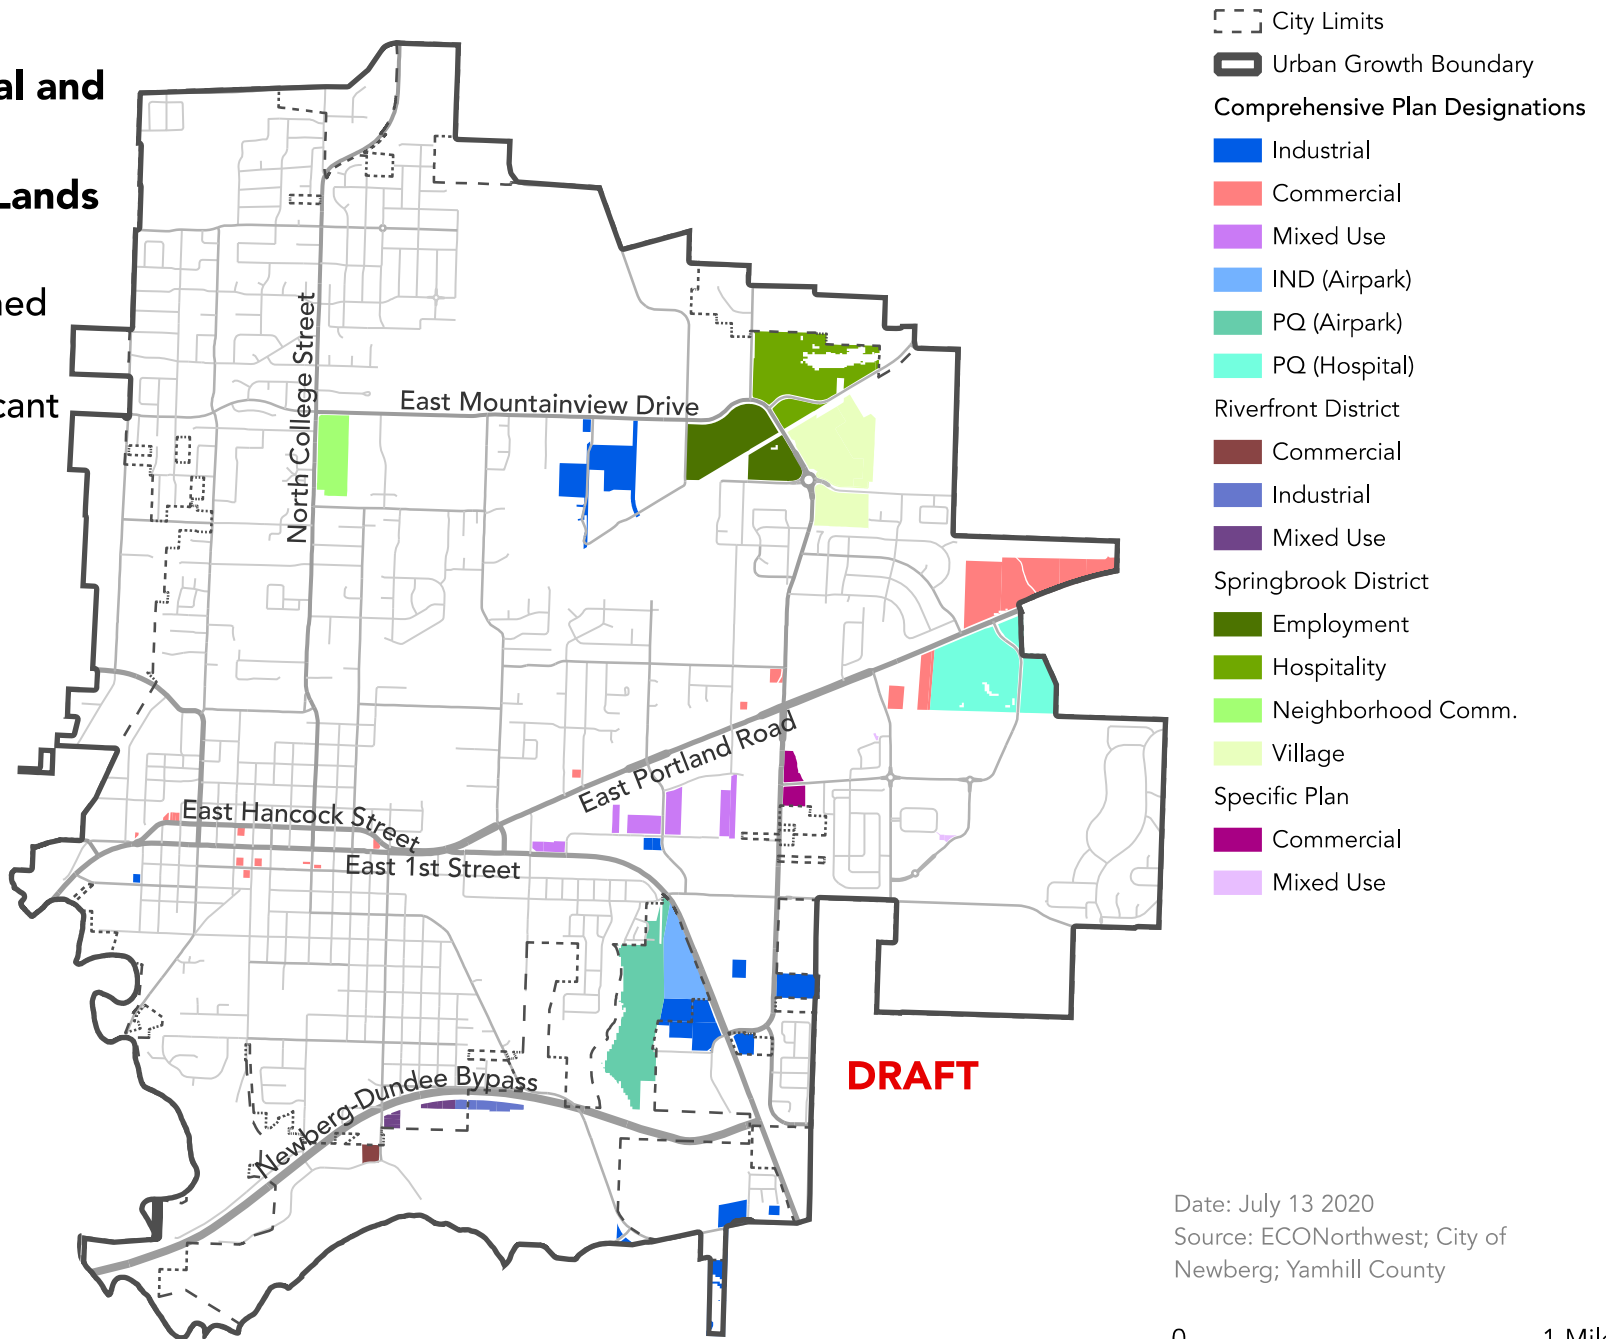 al and
Lands
ned
cant
City Limits
Urban Growth Boundary
Comprehensive Plan Designations
Industrial
Commercial
Mixed Use
IND (Airpark)
PQ (Airpark)
PQ (Hospital)
Riverfront District
Commercial
Industrial
Mixed Use
Springbrook District
Employment
Hospitality
Neighborhood Comm.
Village
Specific Plan
Commercial
Mixed Use
North College Street
East Mountainview Drive
East Portland Road
East Hancock Street
East 1st Street
Newberg-Dundee Bypass
DRAFT
Date: July 13 2020
Source: ECONorthwest; City of
Newberg; Yamhill County
0 1 Mil